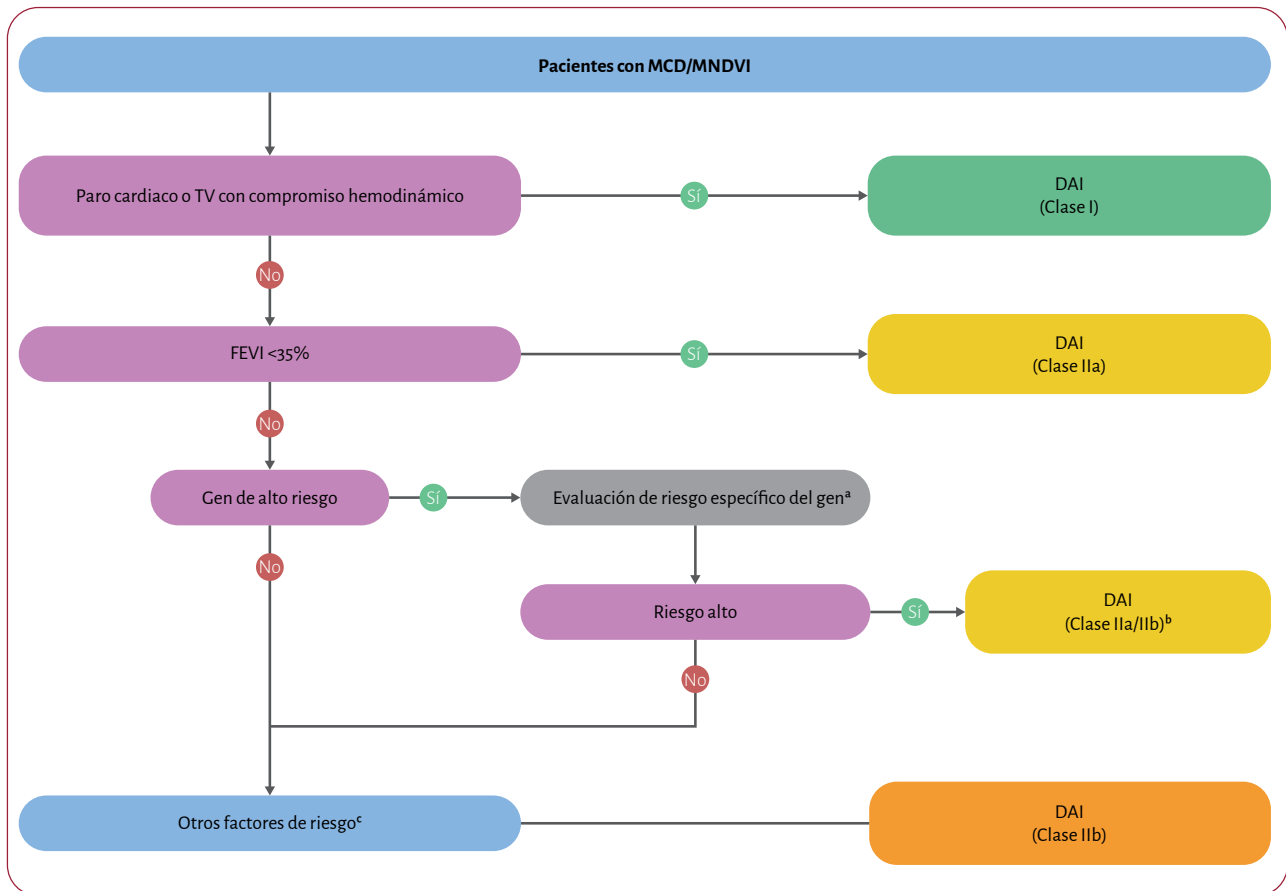 Pacientes con MCD/MNDVI
Paro cardiaco o TV con compromiso hemodinámico
Sí
DAI
(Clase I)
No
FEVI <35%
Sí
DAI
(Clase IIa)
No
Gen de alto riesgo
Sí
Evaluación de riesgo específico del genᵃ
No
Riesgo alto
Sí
DAI
(Clase IIa/IIb)ᵇ
No
Otros factores de riesgoᶜ
DAI
(Clase IIb)